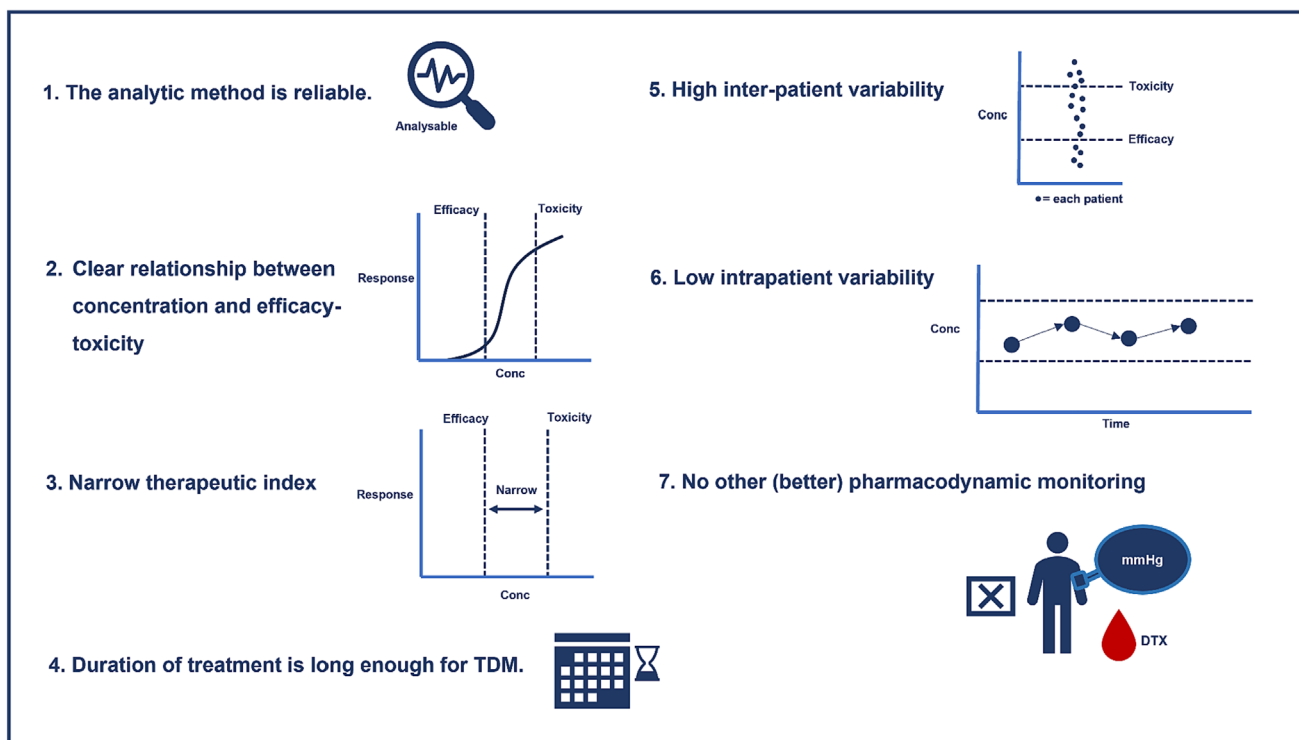 1. The analytic method is reliable.
Analysable
2. Clear relationship between
concentration and efficacy-
toxicity
Efficacy
Toxicity
Response
Conc
3. Narrow therapeutic index
Efficacy
Toxicity
Response
Narrow
Conc
4. Duration of treatment is long enough for TDM.
5. High inter-patient variability
Conc
Toxicity
Efficacy
= each patient
6. Low intrapatient variability
Conc
Time
7. No other (better) pharmacodynamic monitoring
mmHg
DTX